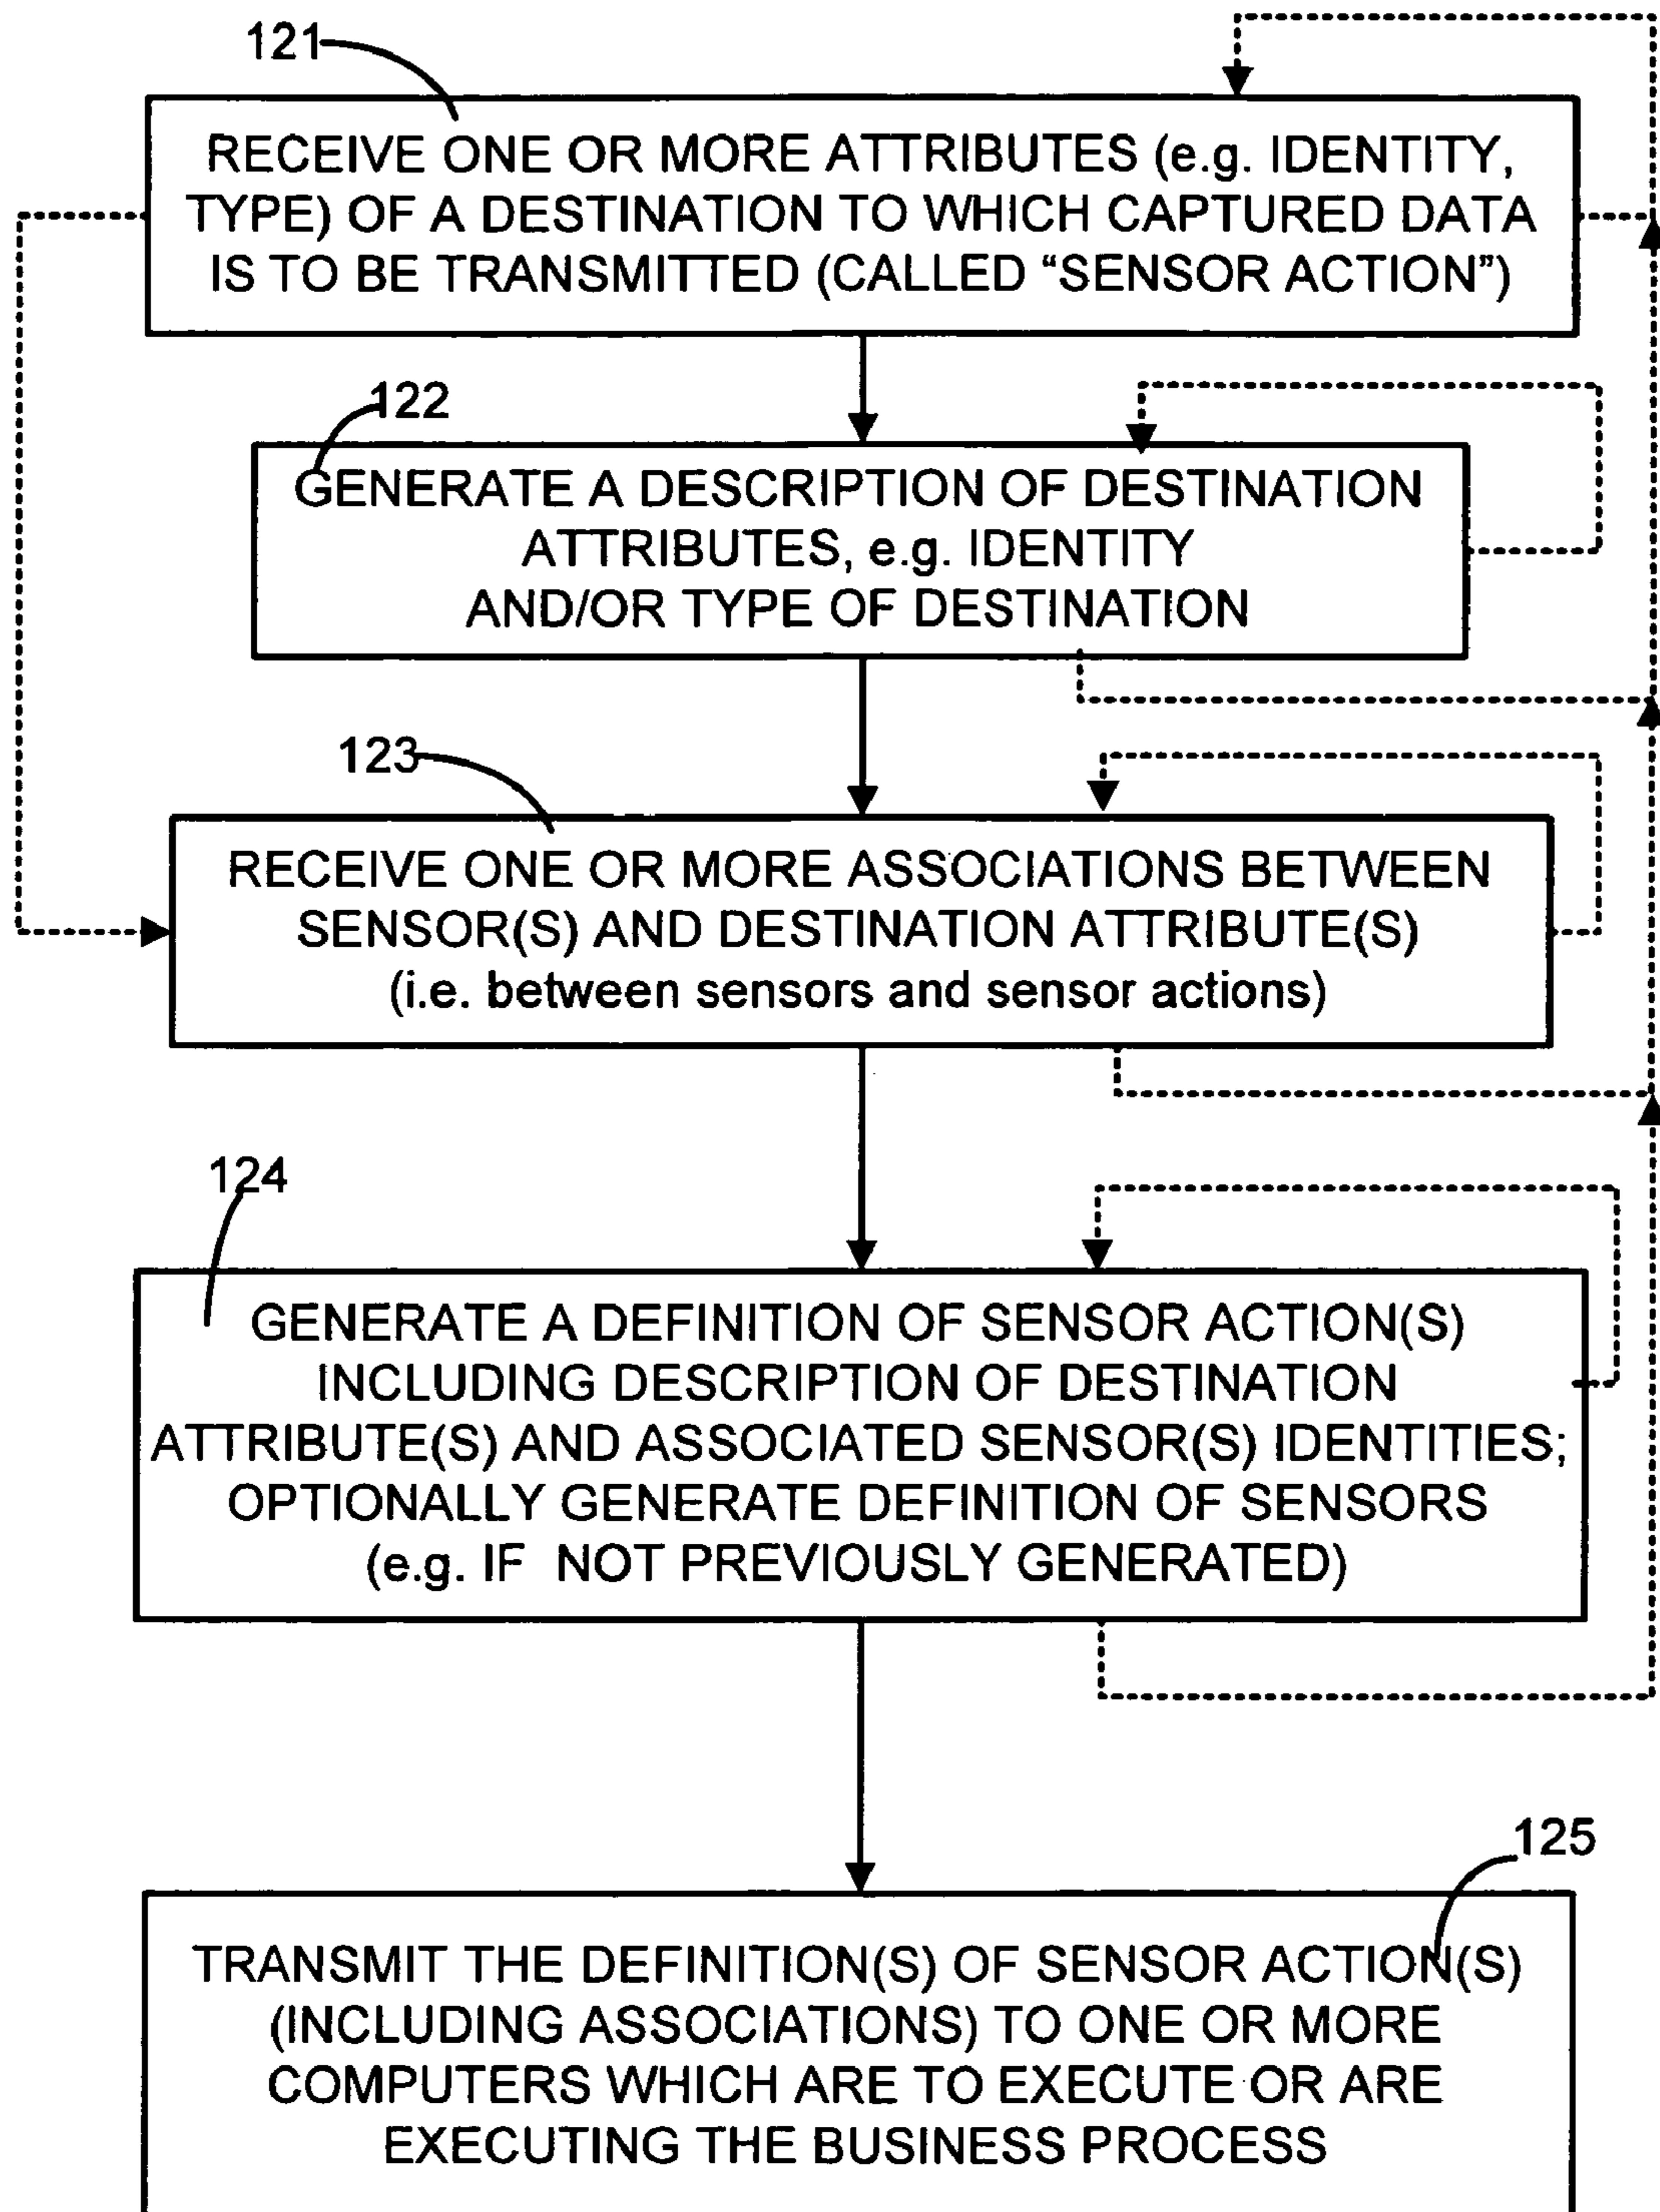 121
RECEIVE ONE OR MORE ATTRIBUTES (e.g. IDENTITY,
TYPE) OF A DESTINATION TO WHICH CAPTURED DATA
IS TO BE TRANSMITTED (CALLED “SENSOR ACTION”)
122
GENERATE A DESCRIPTION OF DESTINATION
ATTRIBUTES, e.g. IDENTITY
AND/OR TYPE OF DESTINATION
123
RECEIVE ONE OR MORE ASSOCIATIONS BETWEEN
SENSOR(S) AND DESTINATION ATTRIBUTE(S)
(i.e. between sensors and sensor actions)
124
GENERATE A DEFINITION OF SENSOR ACTION(S)
INCLUDING DESCRIPTION OF DESTINATION
ATTRIBUTE(S) AND ASSOCIATED SENSOR(S) IDENTITIES;
OPTIONALLY GENERATE DEFINITION OF SENSORS
(e.g. IF NOT PREVIOUSLY GENERATED)
125
TRANSMIT THE DEFINITION(S) OF SENSOR ACTION(S)
(INCLUDING ASSOCIATIONS) TO ONE OR MORE
COMPUTERS WHICH ARE TO EXECUTE OR ARE
EXECUTING THE BUSINESS PROCESS